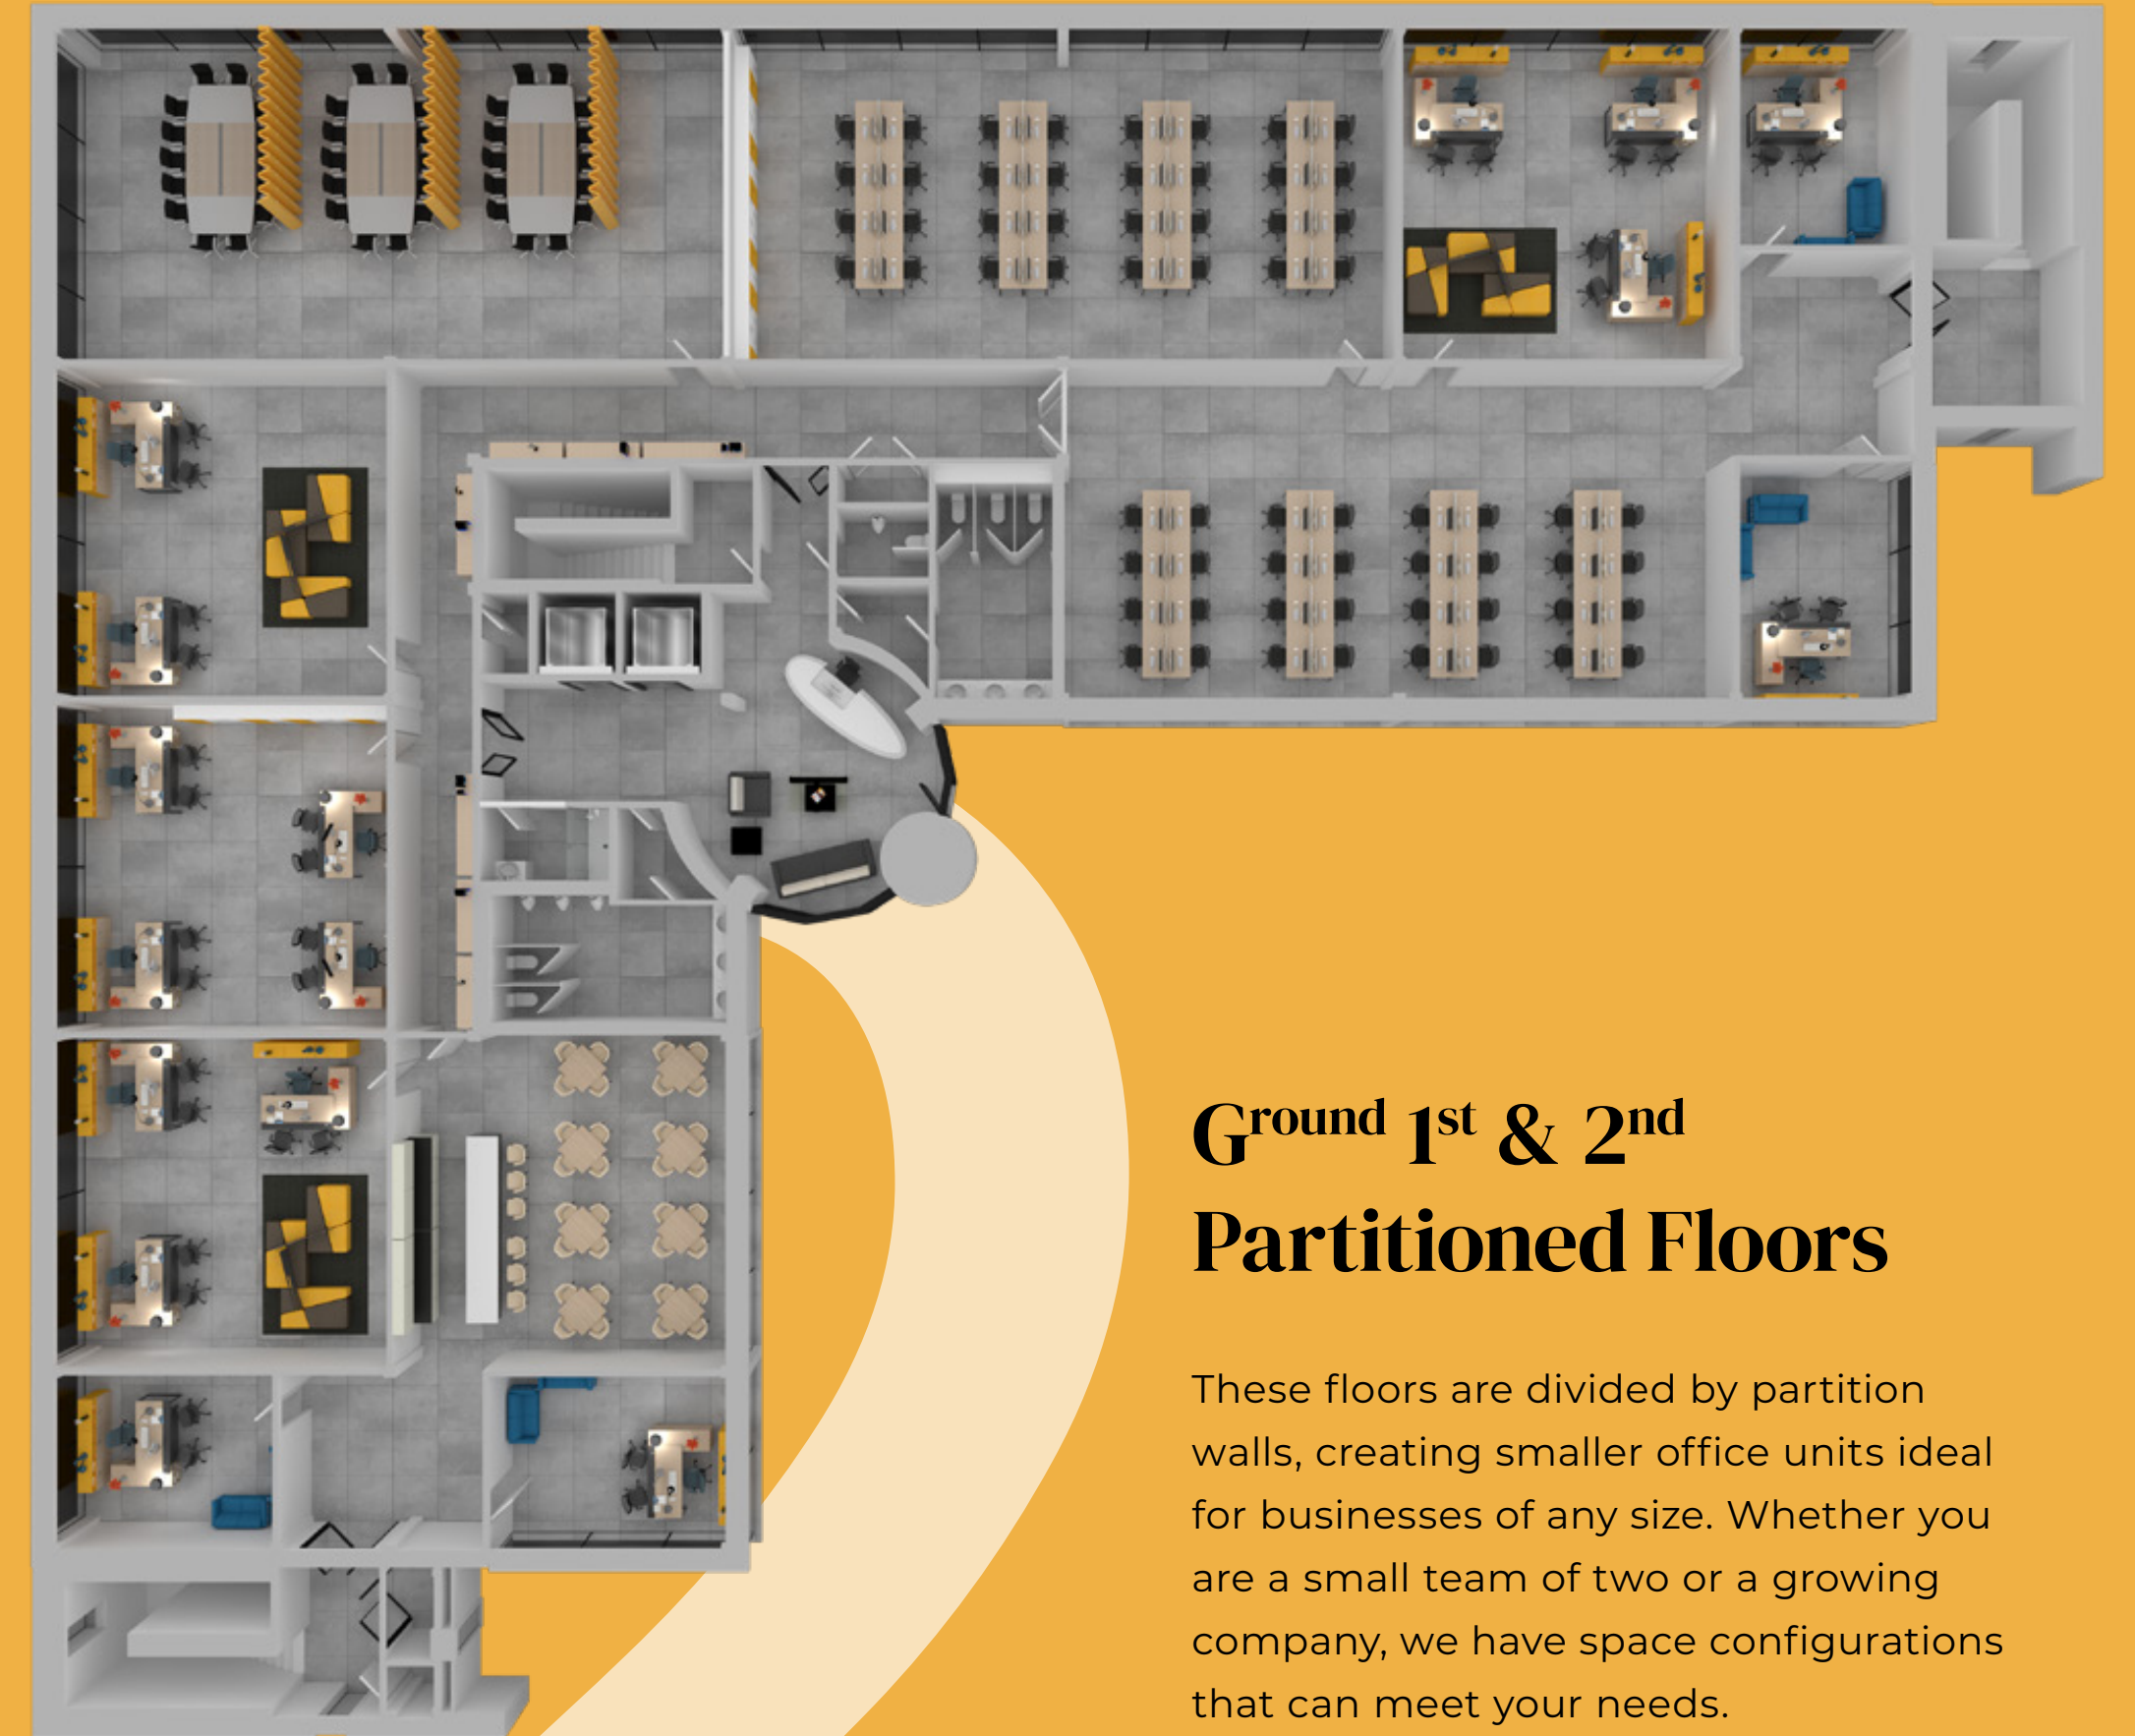 Ground 1st & 2nd
Partitioned Floors
These floors are divided by partition
walls, creating smaller office units ideal
for businesses of any size. Whether you
are a small team of two or a growing
company, we have space configurations
that can meet your needs.